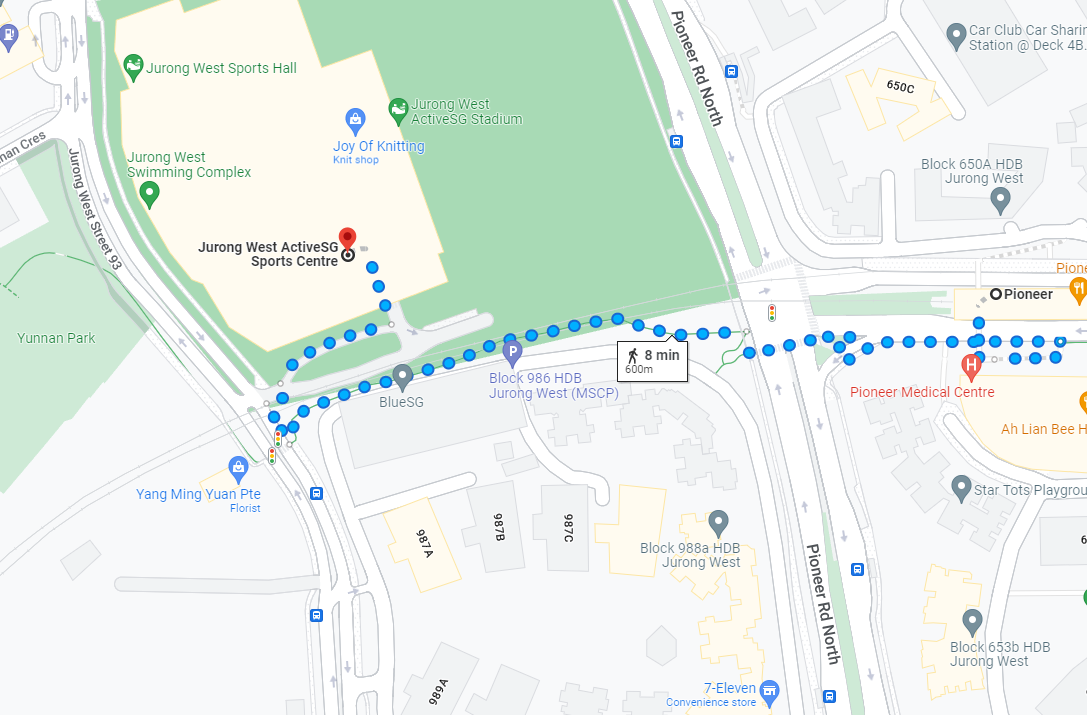 Pioneer Rd North
Car Club Car Sharin
Station @ Deck 4B.
Jurong West Sports Hall
650C
Jurong West
ActiveSG Stadium
Joy Of Knitting
Knit shop
nan Cres
Jurong West
Swimming Complex
Block 650A HDB
Jurong West
Jurong West Street 93
Jurong West ActiveSG
Sports Centre
Pione
Pioneer
Yunnan Park
8 min
600m
P
Block 986 HDB
Jurong West (MSCP)
BlueSG
H
Pioneer Medical Centre
Ah Lian Bee H
Yang Ming Yuan Pte
Florist
Star Tots Playgrou
987A
987B
987C
Block 988a HDB
Jurong West
6
Pioneer Rd North
Block 653b HDB
Jurong West
989A
7-Eleven
Convenience store